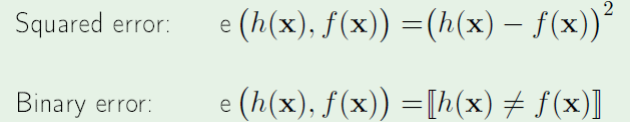 Squared error: e (h(x), f(x)) =(h(x) − f(x))²
Binary error: e (h(x), f(x)) =⟦h(x) ≠ f(x)⟧